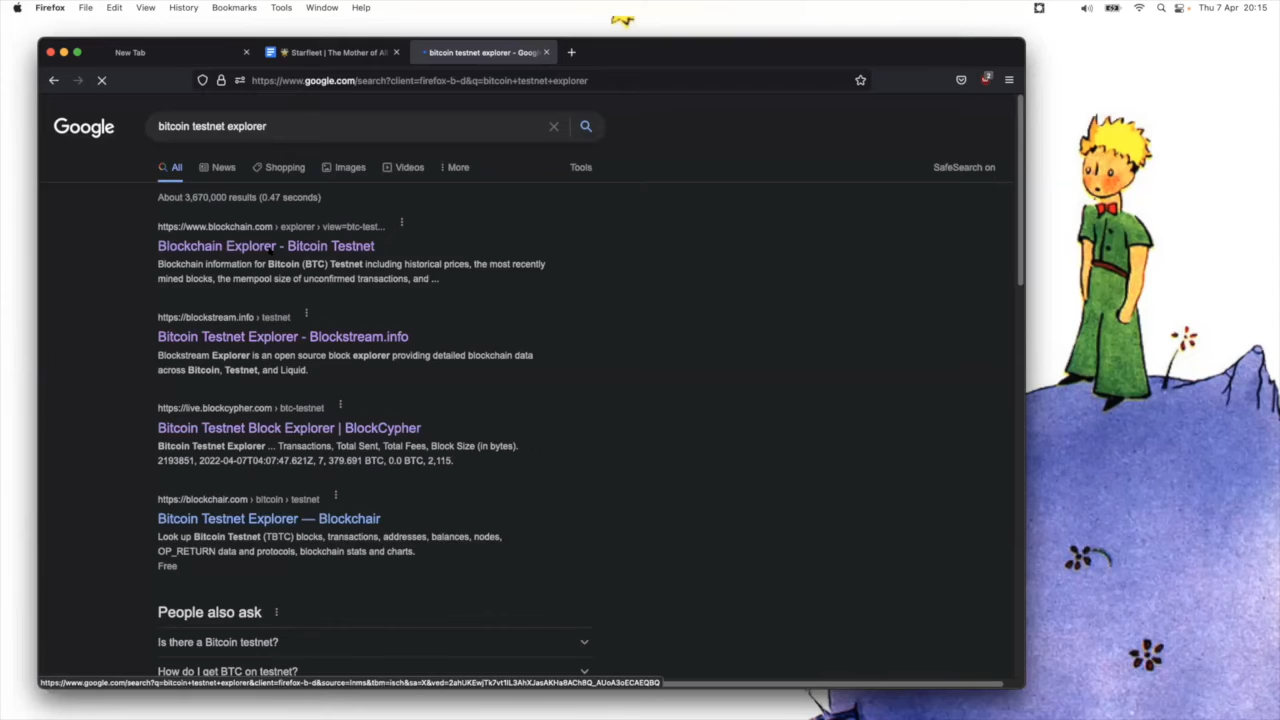 Firefox File Edit View History Bookmarks Tools Window Help Thu 7 Apr 20:15
New Tab Starfleet | The Mother of Al bitcoin testnet explorer - Goog
https://www.google.com/search?client=firefox-b-d&q=bitcoin+testnet+explorer 2
Google bitcoin testnet explorer
All News Shopping Images Videos More Tools SafeSearch on
About 3,670,000 results (0.47 seconds)
https://www.blockchain.com › explorer › view=btc-test...
Blockchain Explorer - Bitcoin Testnet
Blockchain information for Bitcoin (BTC) Testnet including historical prices, the most recently
mined blocks, the mempool size of unconfirmed transactions, and ...
https://blockstream.info › testnet
Bitcoin Testnet Explorer - Blockstream.info
Blockstream Explorer is an open source block explorer providing detailed blockchain data
across Bitcoin, Testnet, and Liquid.
https://live.blockcypher.com › btc-testnet
Bitcoin Testnet Block Explorer | BlockCypher
Bitcoin Testnet Explorer ... Transactions, Total Sent, Total Fees, Block Size (in bytes).
2193851, 2022-04-07T04:07:47.621Z, 7, 379.691 BTC, 0.0 BTC, 2,115.
https://blockchair.com › bitcoin › testnet
Bitcoin Testnet Explorer — Blockchair
Look up Bitcoin Testnet (TBTC) blocks, transactions, addresses, balances, nodes,
OP_RETURN data and protocols, blockchain stats and charts.
Free
People also ask
Is there a Bitcoin testnet?
How do I get BTC on testnet?